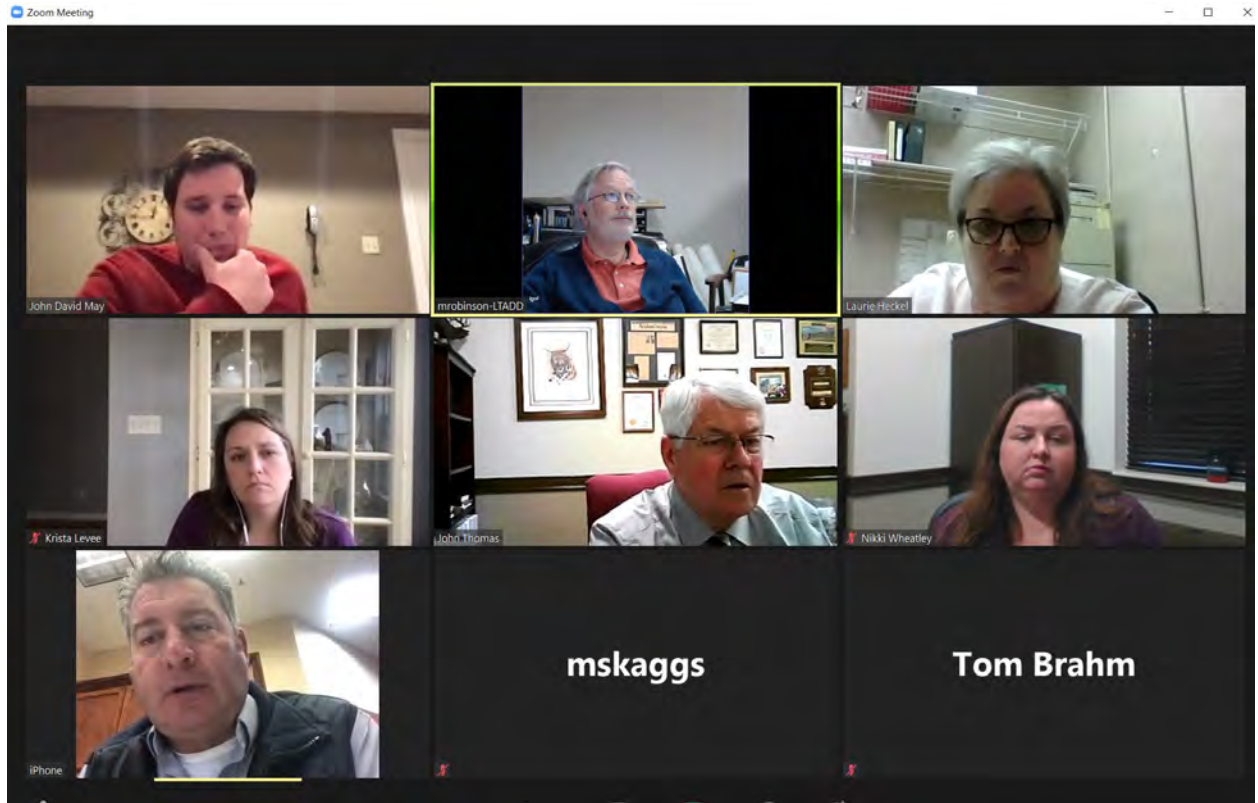 Zoom Meeting
John David May
mrobinson-LTADD
Laurie Heckel
Krista Levee
John Thomas
Nikki Wheatley
iPhone
mskaggs
Tom Brahm